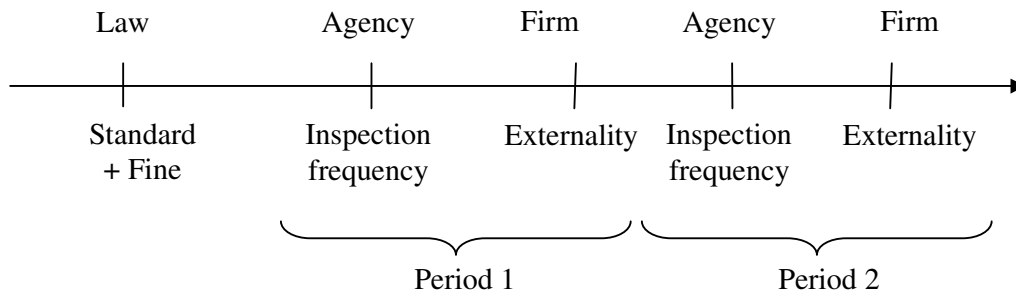 Law Agency Firm Agency Firm
Standard Inspection Externality Inspection Externality
+ Fine frequency frequency
Period 1 Period 2